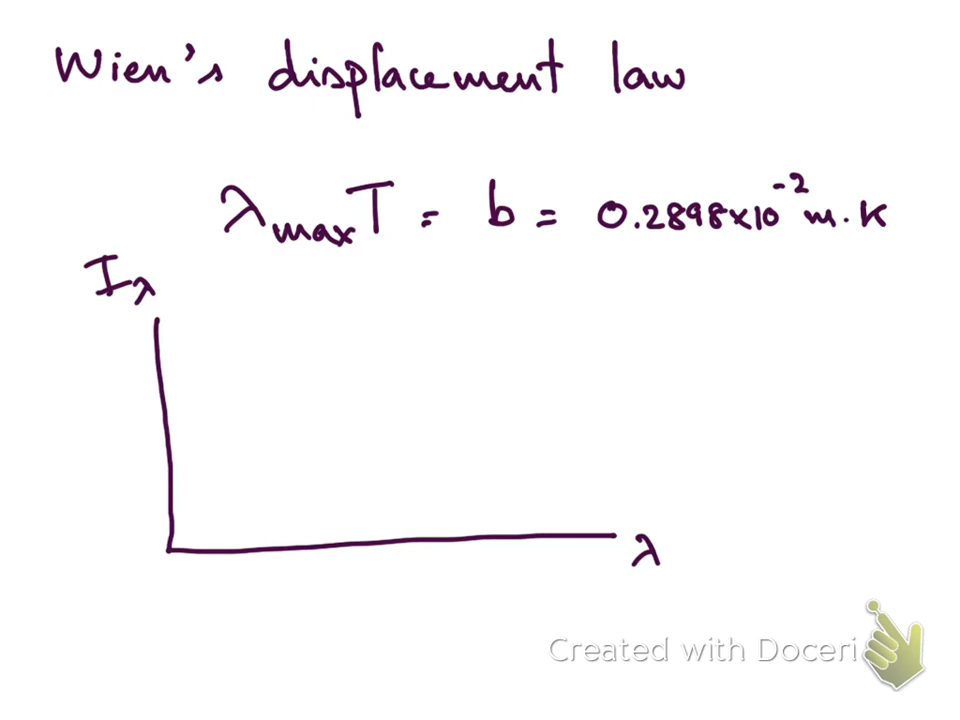 Wien's displacement law
λmaxT = b = 0.2898×10⁻² m·K
Iλ
λ
Created with Doceri